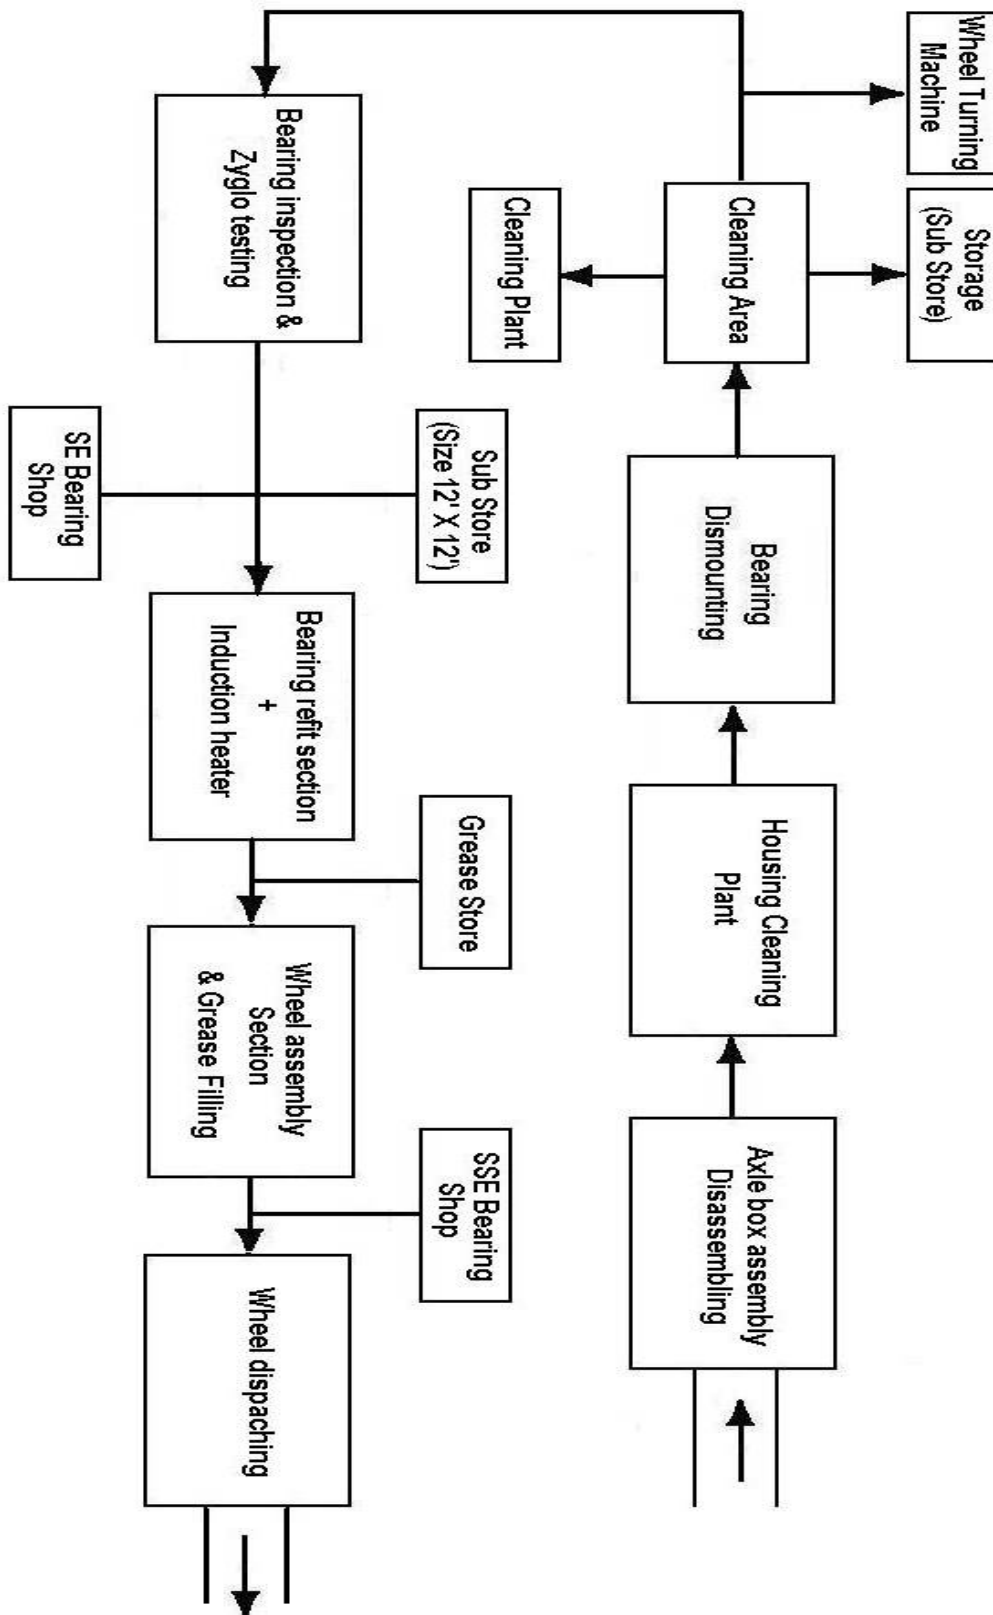 Wheel Turning
Machine
Storage
(Sub Store)
Cleaning Area
Cleaning Plant
Bearing
Dismounting
Housing Cleaning
Plant
Axle box assembly
Disassembling
Bearing inspection &
Zyglo testing
Sub Store
(Size 12' X 12')
SE Bearing
Shop
Bearing refit section
+
Induction heater
Grease Store
Wheel assembly
Section
& Grease Filling
SSE Bearing
Shop
Wheel dispaching